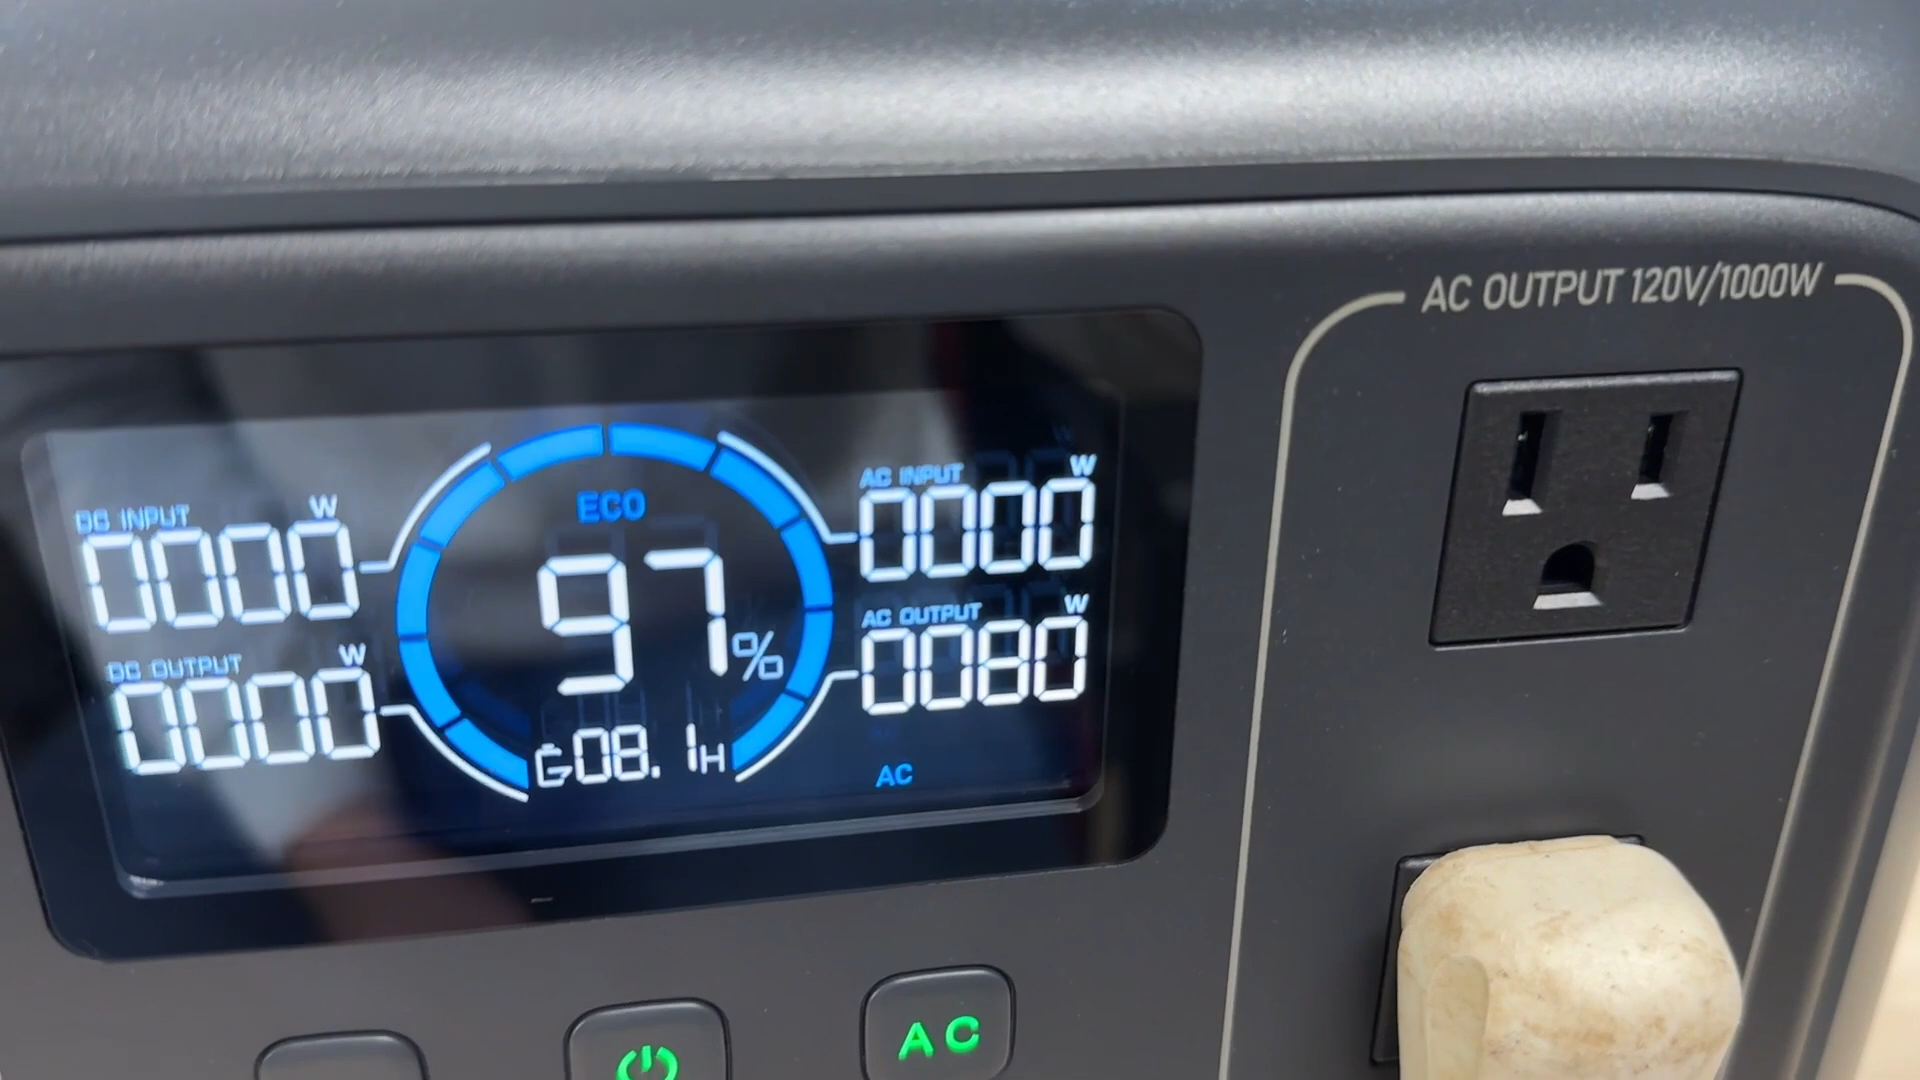 AC OUTPUT 120V/1000W
DC INPUT W
0000
DC OUTPUT W
0000
ECO
97%
08.1H
AC INPUT W
0000
AC OUTPUT W
0080
AC
AC